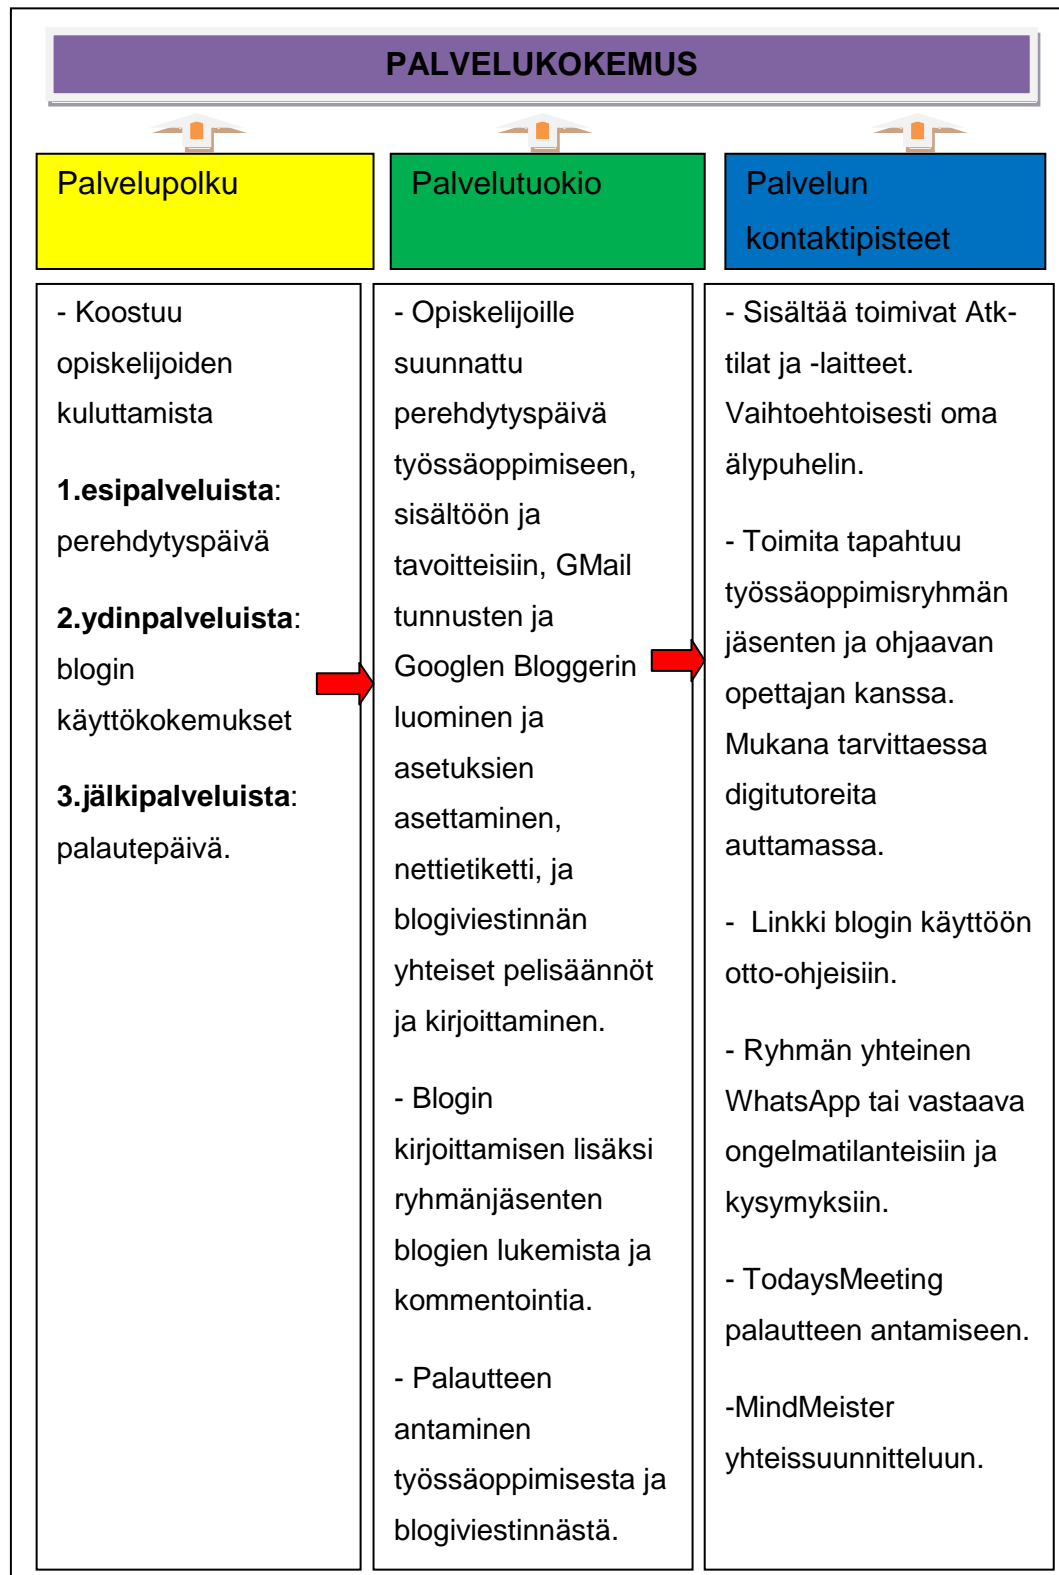 PALVELUKOKEMUS
Palvelupolku
Palvelutuokio
Palvelun
kontaktipisteet
- Koostuu
opiskelijoiden
kuluttamista
1.esipalveluista:
perehdytyspäivä
2.ydinpalveluista:
blogin
käyttökokemukset
3.jälkipalveluista:
palautepäivä.
- Opiskelijoille
suunnattu
perehdytyspäivä
työssäoppimiseen,
sisältöön ja
tavoitteisiin, GMail
tunnusten ja
Googlen Bloggerin
luominen ja
asetuksien
asettaminen,
nettietiketti, ja
blogiviestinnän
yhteiset pelisäännöt
ja kirjoittaminen.
- Blogin
kirjoittamisen lisäksi
ryhmänjäsenten
blogien lukemista ja
kommentointia.
- Palautteen
antaminen
työssäoppimisesta ja
blogiviestinnästä.
- Sisältää toimivat Atk-
tilat ja -laitteet.
Vaihtoehtoisesti oma
älypuhelin.
- Toimita tapahtuu
työssäoppimisryhmän
jäsenten ja ohjaavan
opettajan kanssa.
Mukana tarvittaessa
digitutoreita
auttamassa.
- Linkki blogin käyttöön
otto-ohjeisiin.
- Ryhmän yhteinen
WhatsApp tai vastaava
ongelmatilanteisiin ja
kysymyksiin.
- TodaysMeeting
palautteen antamiseen.
-MindMeister
yhteissuunnitteluun.